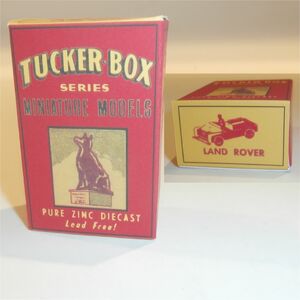 TUCKER·BOX
SERIES
MINIATURE MODELS
PURE ZINC DIECAST
Lead Free!
LAND ROVER